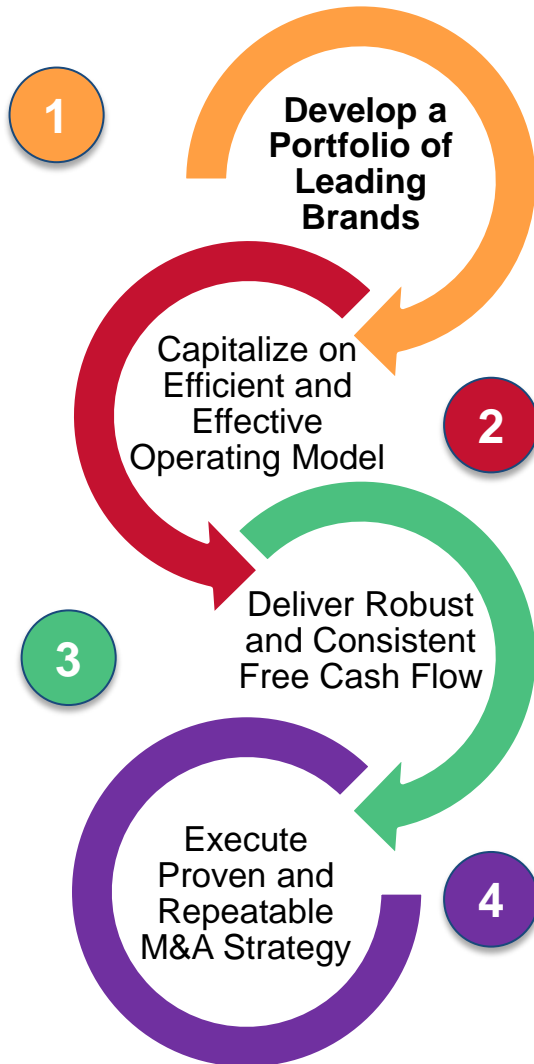 1
Develop a
Portfolio of
Leading
Brands
Capitalize on
Efficient and
Effective
Operating Model
2
3
Deliver Robust
and Consistent
Free Cash Flow
Execute
Proven and
Repeatable
M&A Strategy
4